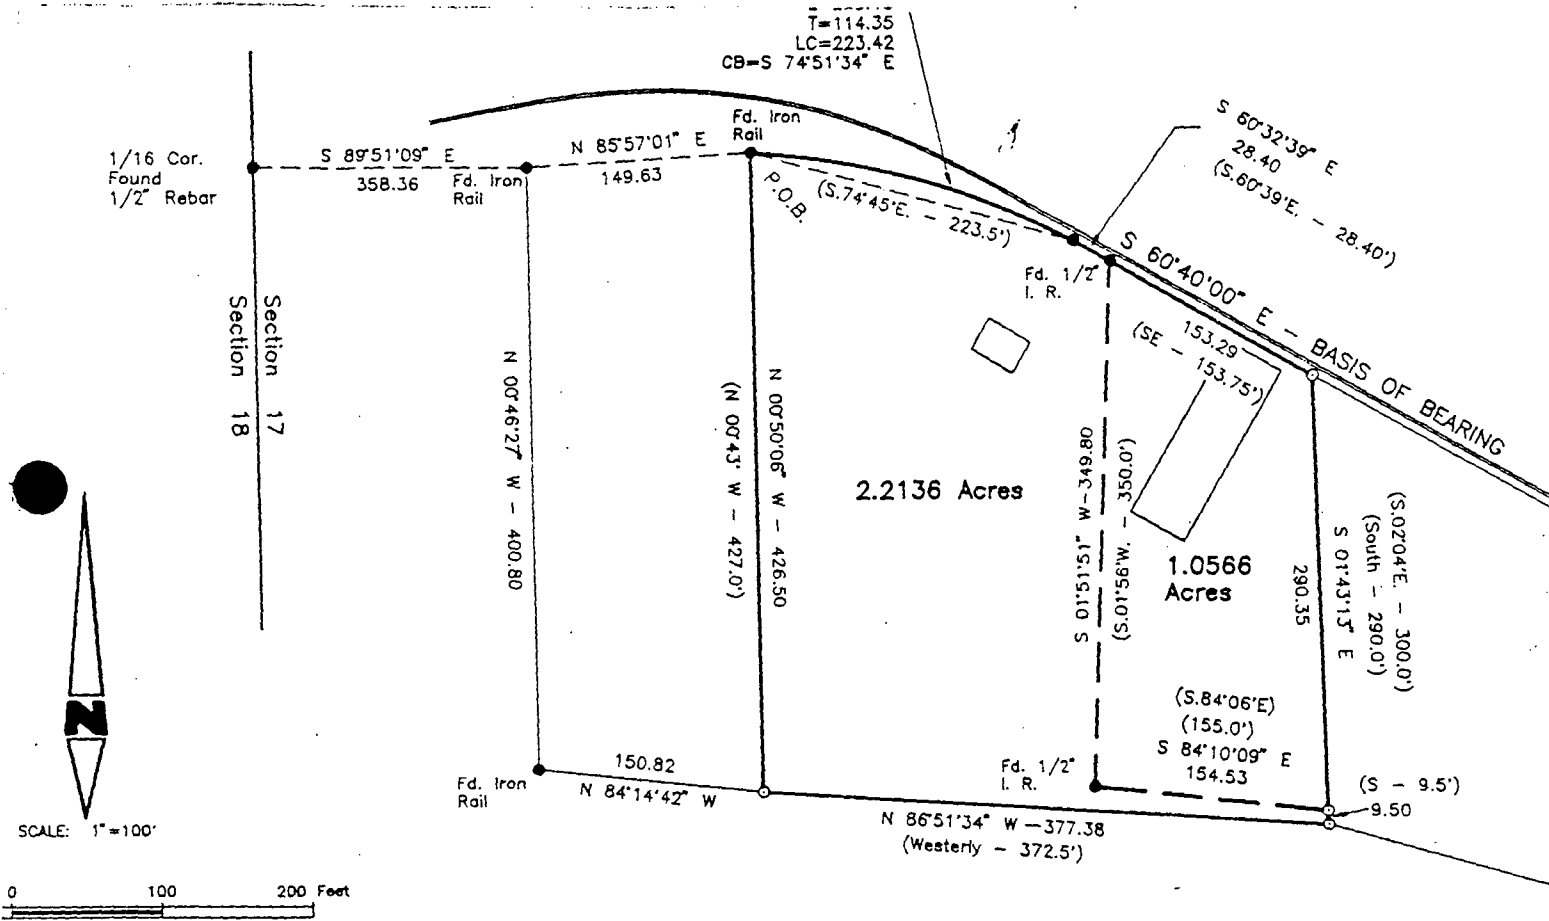 T=114.35
LC=223.42
CB=S 74°51'34" E
Fd. Iron
Rail
S 60°32'39" E
28.40
(S.60°39'E. - 28.40')
1/16 Cor.
Found
1/2" Rebar
S 89°51'09" E
358.36
Fd. Iron
Rail
N 85°57'01" E
149.63
P.O.B.
(S.74°45'E. - 223.5')
Fd. 1/2"
I. R.
S 60°40'00" E - BASIS OF BEARING
153.29
(SE - 153.75')
Section 17
Section 18
N 00°46'27" W - 400.80
N 00°50'06" W - 426.50
(N 00°43' W - 427.0')
2.2136 Acres
S 01°51'51" W-349.80
(S.01°56'W. - 350.0')
1.0566
Acres
290.35
S 01°43'13" E
(South - 290.0')
(S.02°04'E. - 300.0')
(S.84°06'E)
(155.0')
S 84°10'09" E
154.53
Fd. 1/2"
I. R.
(S - 9.5')
9.50
150.82
N 84°14'42" W
Fd. Iron
Rail
N 86°51'34" W -377.38
(Westerly - 372.5')
N
SCALE: 1"=100'
0 100 200 Feet